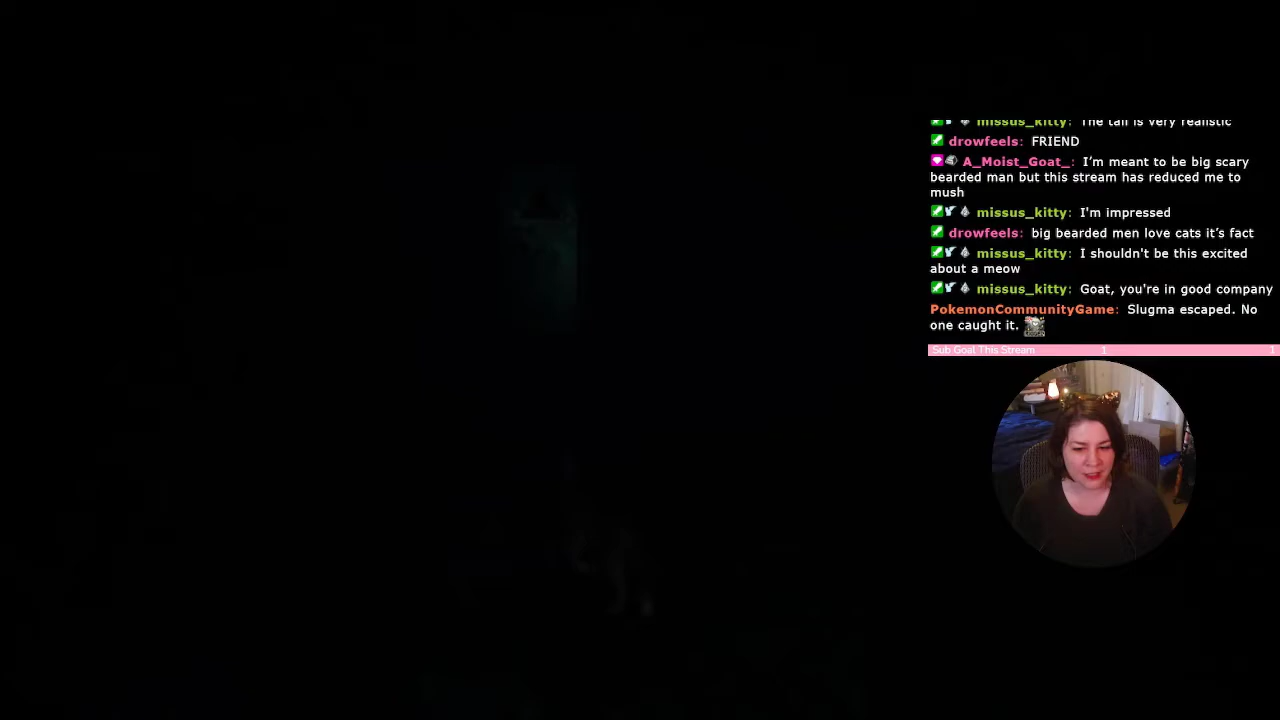 missus_kitty: The tail is very realistic
drowfeels: FRIEND
A_Moist_Goat_: I’m meant to be big scary
bearded man but this stream has reduced me to
mush
missus_kitty: I'm impressed
drowfeels: big bearded men love cats it’s fact
missus_kitty: I shouldn't be this excited
about a meow
missus_kitty: Goat, you're in good company
PokemonCommunityGame: Slugma escaped. No
one caught it.
Sub Goal This Stream 1 1